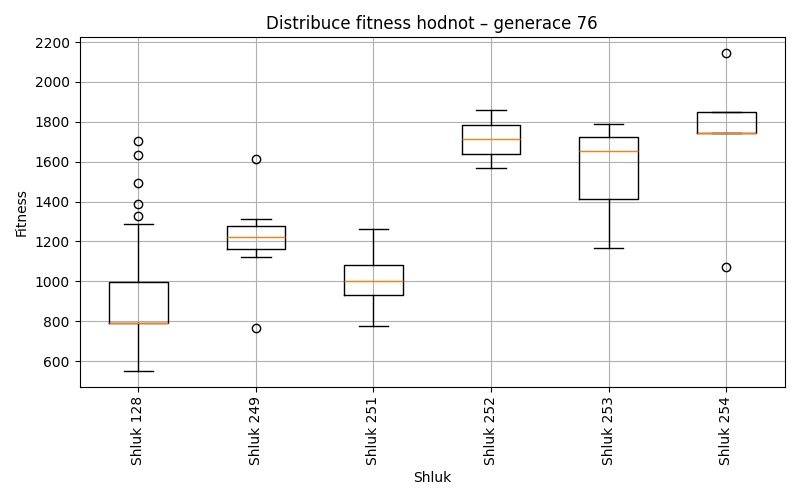 Distribuce fitness hodnot – generace 76
2200
2000
1800
1600
1400
1200
1000
800
600
Fitness
Shluk 128
Shluk 249
Shluk 251
Shluk 252
Shluk 253
Shluk 254
Shluk